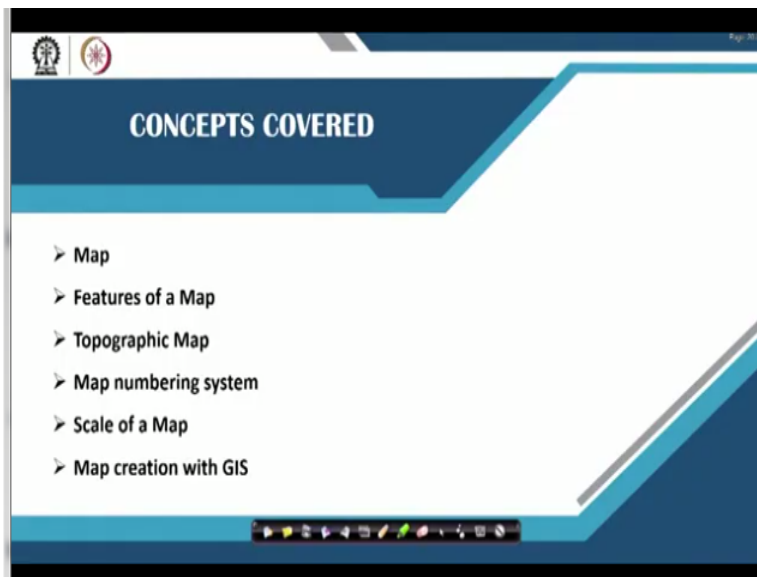 CONCEPTS COVERED
➢ Map
➢ Features of a Map
➢ Topographic Map
➢ Map numbering system
➢ Scale of a Map
➢ Map creation with GIS